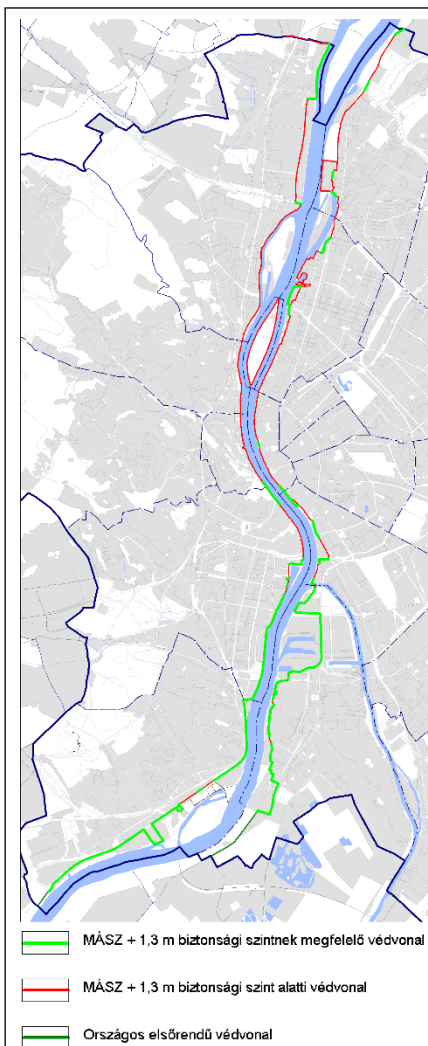 MÁSZ + 1,3 m biztonsági szintnek megfelelő védvonal
MÁSZ + 1,3 m biztonsági szint alatti védvonal
Országos elsőrendű védvonal